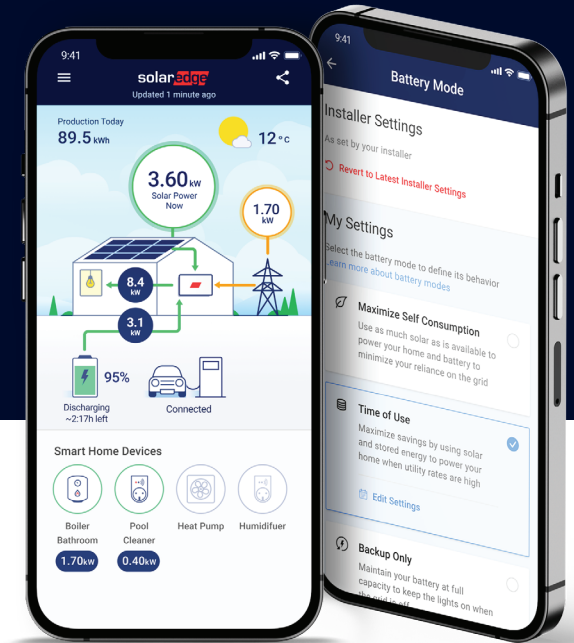 9:41
solaredge
Updated 1 minute ago
Production Today
89.5 kWh
12 °C
3.60 kW
Solar Power
Now
1.70
kW
8.4
kW
3.1
kW
95%
Discharging
~2:17h left
Connected
Smart Home Devices
Boiler
Bathroom
Pool
Cleaner
Heat Pump
Humidifuer
1.70kW
0.40kW
9:41
Battery Mode
Installer Settings
As set by your installer
Revert to Latest Installer Settings
My Settings
Select the battery mode to define its behavior
Learn more about battery modes
Maximize Self Consumption
Use as much solar as is available to
power your home and battery to
minimize your reliance on the grid
Time of Use
Maximize savings by using solar
and stored energy to power your
home when utility rates are high
Edit Settings
Backup Only
Maintain your battery at full
capacity to keep the lights on when
the grid is off